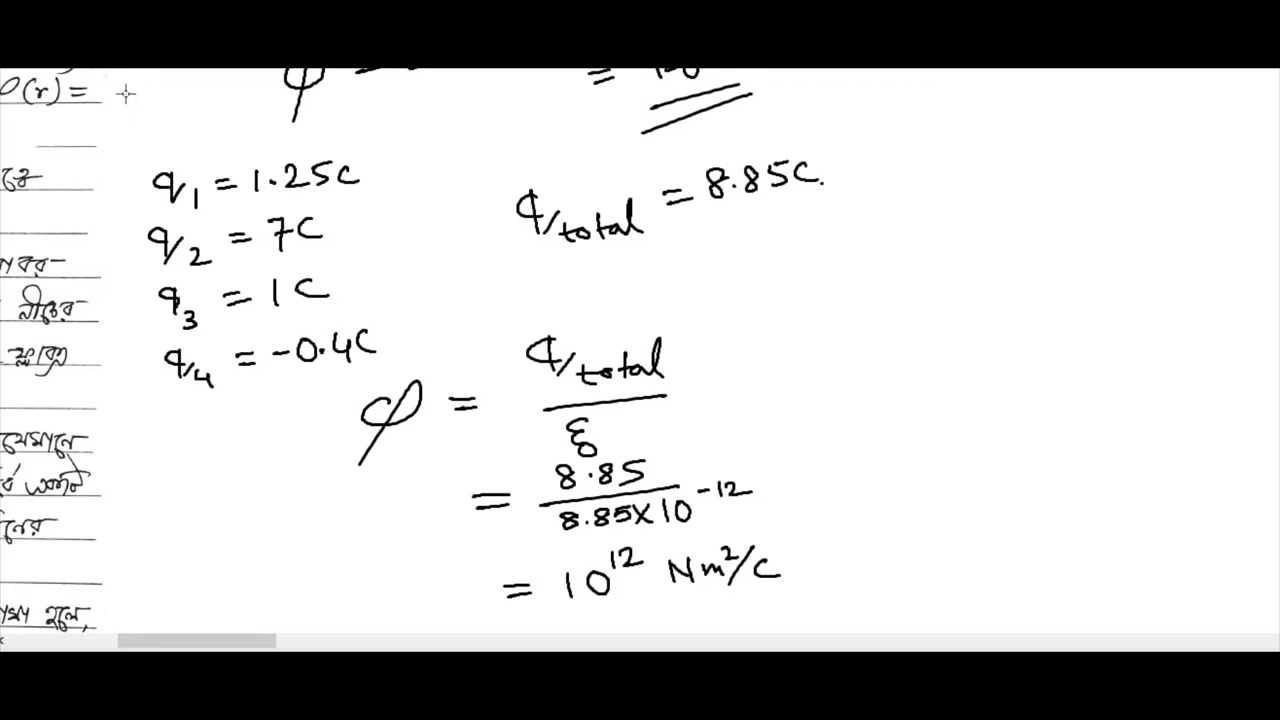 (r) =
φ =
=
q1 = 1.25C
q2 = 7C
q3 = 1C
q4 = -0.4C
qtotal = 8.85C.
φ = qtotal
ε0
= 8.85
8.85×10^-12
= 10^12 Nm²/C
নীচের
হলে,